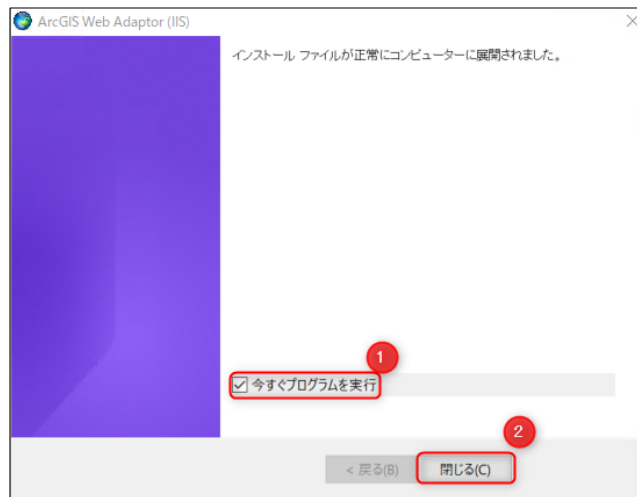 ArcGIS Web Adaptor (IIS)
インストール ファイルが正常にコンピューターに展開されました。
1
今すぐプログラムを実行
2
< 戻る(B)
閉じる(C)